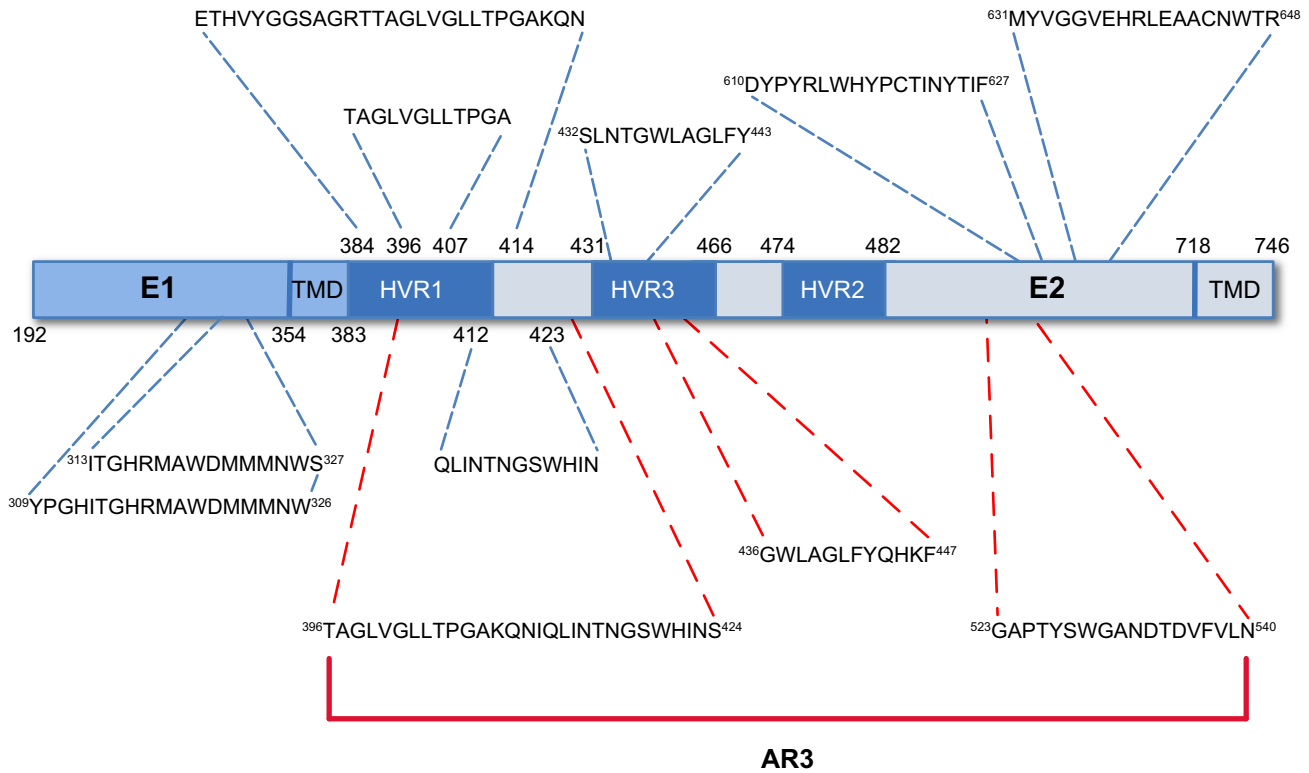 ETHVYGGSAGRTTAGLVGLLTPGAKQN
631MYVGGVEHRLEAACNWTR648
610DYPYRLWHYPCTINYTIF627
TAGLVGLLTPGA
432SLNTGWLAGLFY443
384 396 407 414 431 466 474 482 718 746
E1 TMD HVR1 HVR3 HVR2 E2 TMD
192 354 383 412 423
313ITGHRMAWDMMMNWS327
QLINTNGSWHIN
309YPGHITGHRMAWDMMMNW326
436GWLAGLFYQHKF447
396TAGLVGLLTPGAKQNIQLINTNGSWHINS424
523GAPTYSWGANDTDVFVLN540
AR3